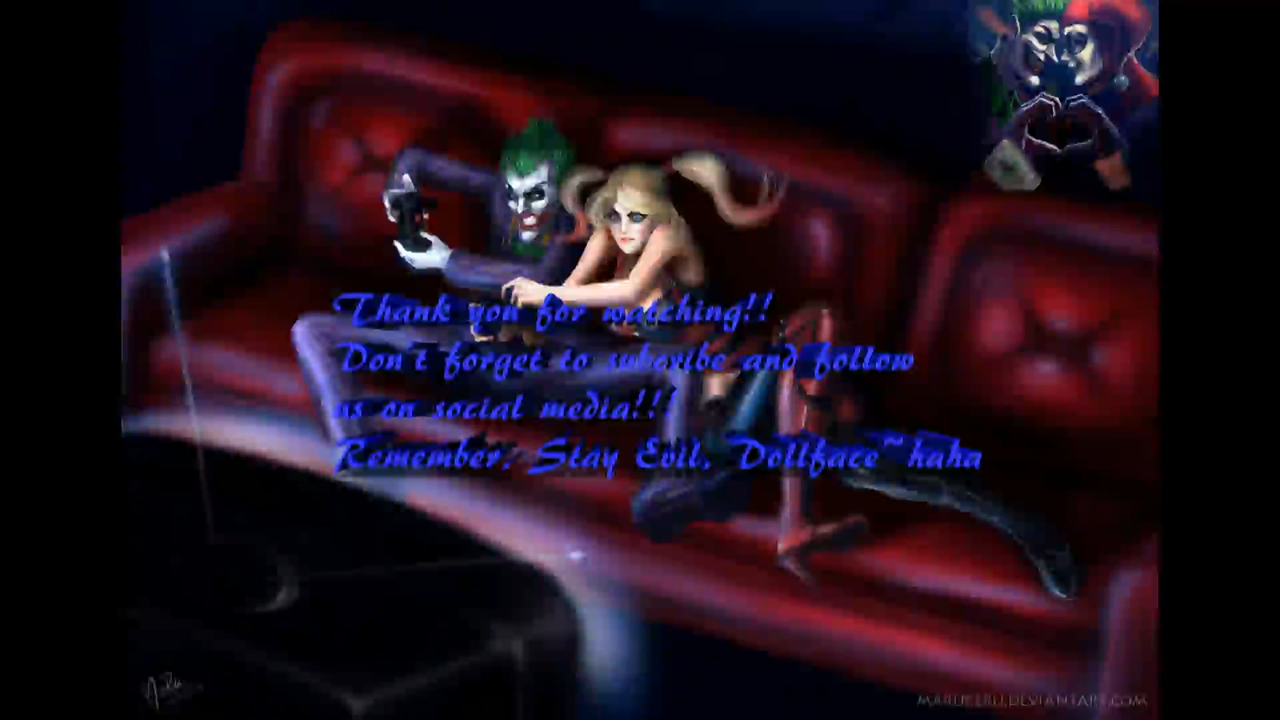 Thank you for watching!!
Don't forget to subcribe and follow
us on social media!!!
Remember, Stay Evil, Dollface~ haha